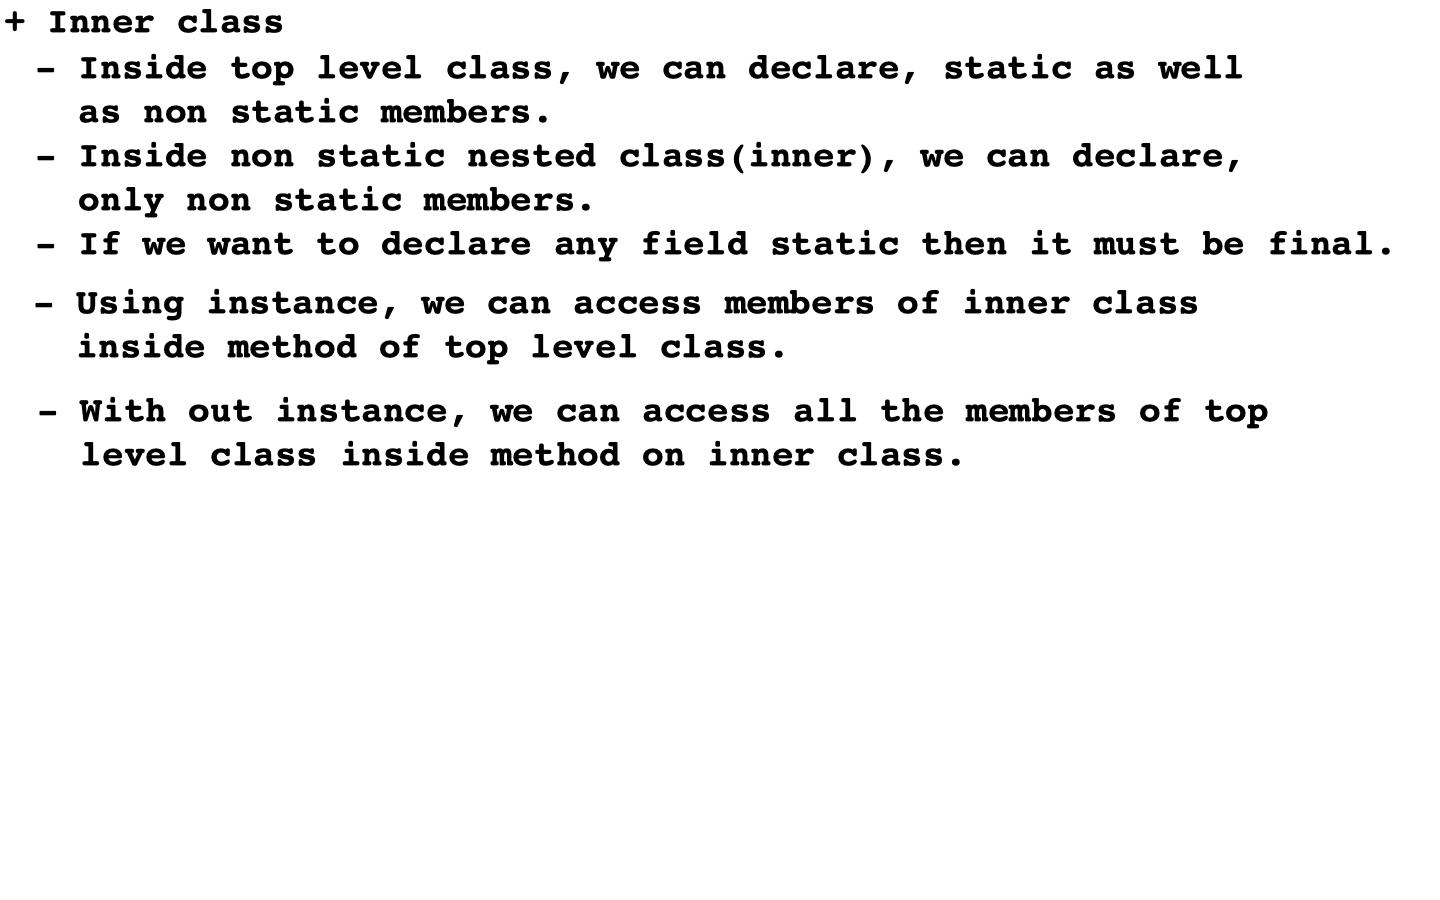 + Inner class
- Inside top level class, we can declare, static as well
as non static members.
- Inside non static nested class(inner), we can declare,
only non static members.
- If we want to declare any field static then it must be final.
- Using instance, we can access members of inner class
inside method of top level class.
- With out instance, we can access all the members of top
level class inside method on inner class.